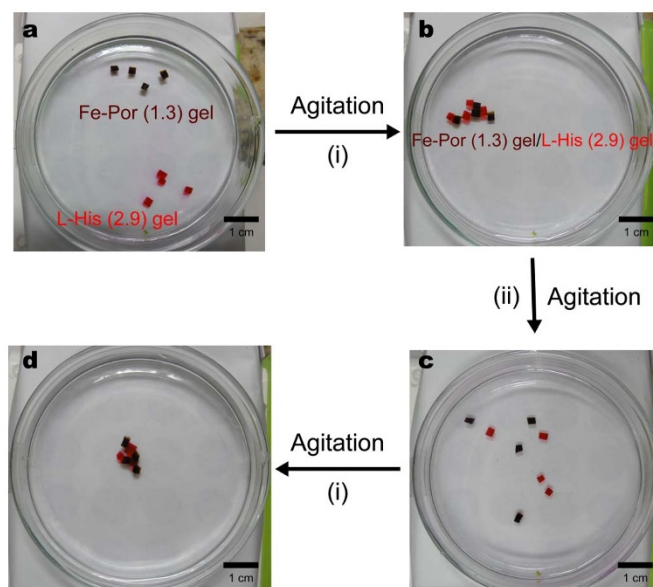 a
Fe-Por (1.3) gel
L-His (2.9) gel
1 cm
Agitation
(i)
b
Fe-Por (1.3) gel/L-His (2.9) gel
1 cm
(ii) Agitation
d
1 cm
Agitation
(i)
c
1 cm